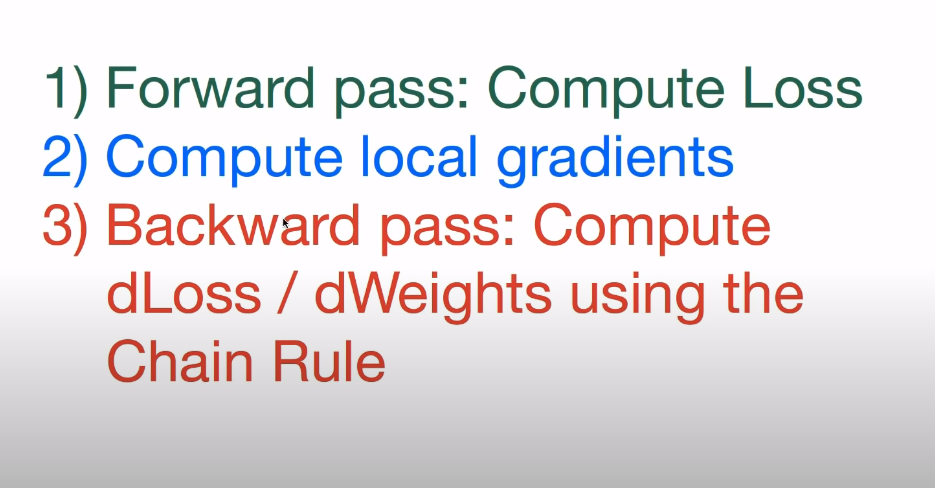 1) Forward pass: Compute Loss
2) Compute local gradients
3) Backward pass: Compute
dLoss / dWeights using the
Chain Rule